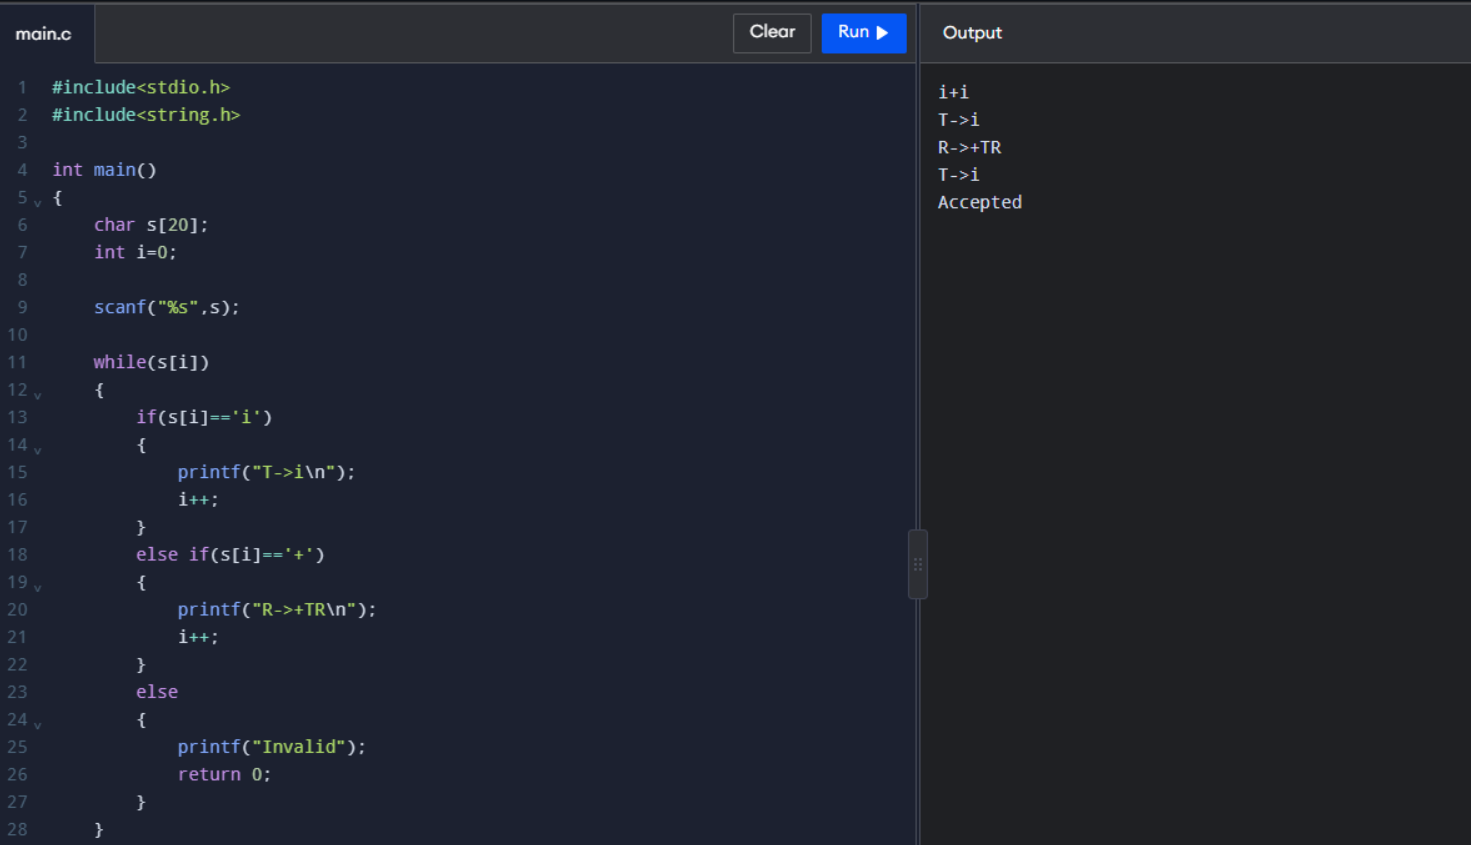 main.c
Clear
Run
1 #include<stdio.h>
2 #include<string.h>
3
4 int main()
5 {
6     char s[20];
7     int i=0;
8
9     scanf("%s",s);
10
11     while(s[i])
12     {
13         if(s[i]=='i')
14         {
15             printf("T->i\n");
16             i++;
17         }
18         else if(s[i]=='+')
19         {
20             printf("R->+TR\n");
21             i++;
22         }
23         else
24         {
25             printf("Invalid");
26             return 0;
27         }
28     }
Output
i+i
T->i
R->+TR
T->i
Accepted